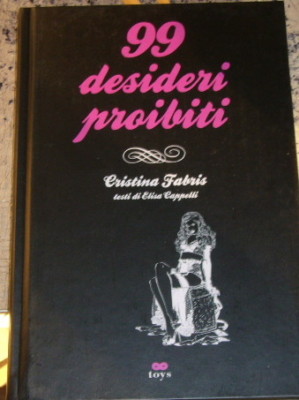 99
desideri
proibiti
Cristina Fabris
testi di Elisa Cappelli
toys